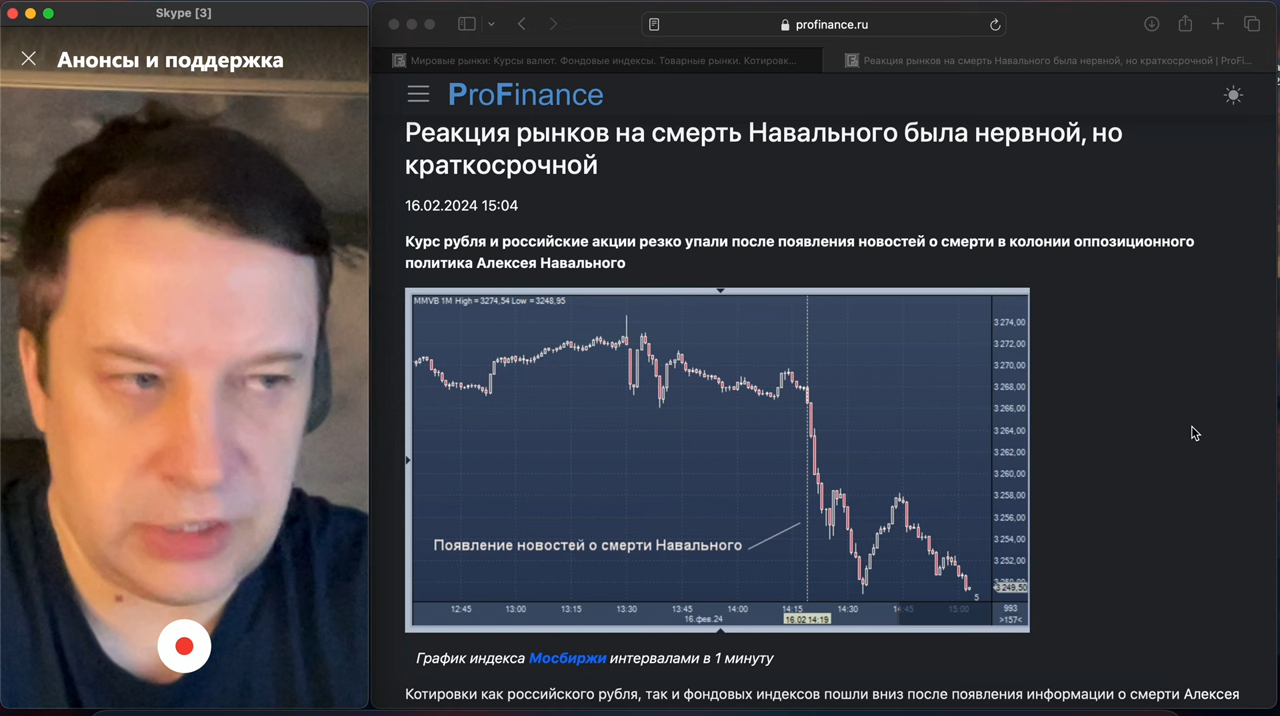 Skype [3]
Анонсы и поддержка
profinance.ru
Мировые рынки: Курсы валют. Фондовые индексы. Товарные рынки. Котировк...
Реакция рынков на смерть Навального была нервной, но краткосрочной | ProFi...
ProFinance
Реакция рынков на смерть Навального была нервной, но
краткосрочной
16.02.2024 15:04
Курс рубля и российские акции резко упали после появления новостей о смерти в колонии оппозиционного
политика Алексея Навального
MMVB 1M High = 3274,54 Low = 3248,95
3 274,00
3 272,00
3 270,00
3 268,00
3 266,00
3 264,00
3 262,00
3 260,00
3 258,00
3 256,00
3 254,00
3 252,00
3 249,50
Появление новостей о смерти Навального
5
12:45 13:00 13:15 13:30 13:45 14:00 14:15 14:30 14:45 15:00 993
16.фев.24 16.02 14:19 >157<
График индекса Мосбиржи интервалами в 1 минуту
Котировки как российского рубля, так и фондовых индексов пошли вниз после появления информации о смерти Алексея